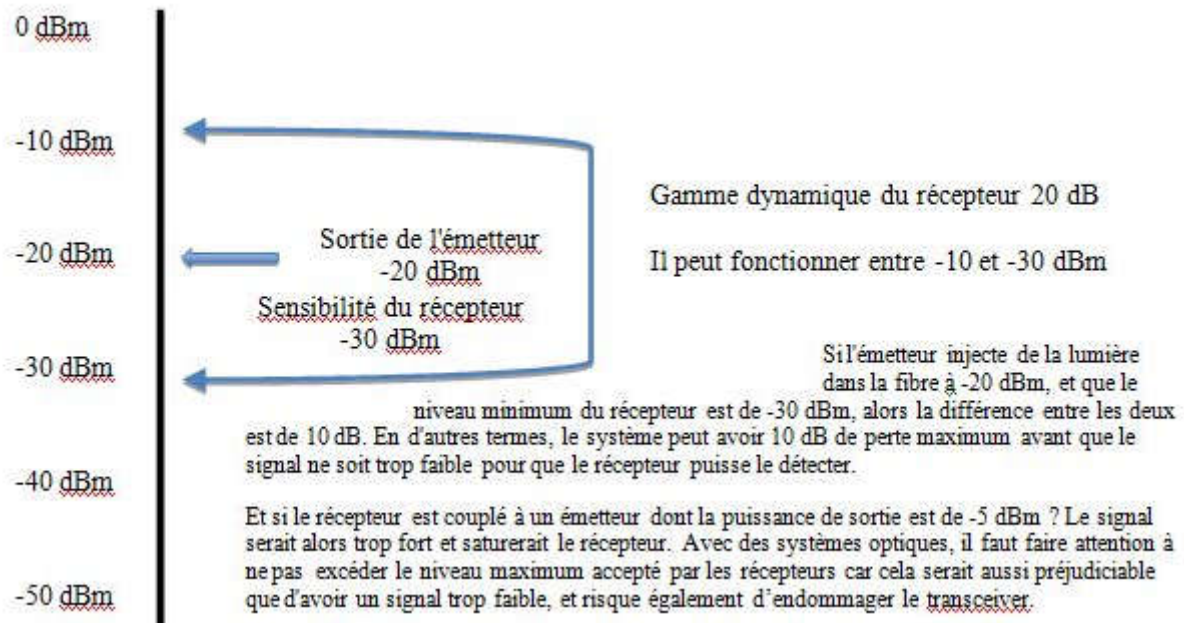 0 dBm
-10 dBm
Gamme dynamique du récepteur 20 dB
-20 dBm
Sortie de l'émetteur
-20 dBm
Il peut fonctionner entre -10 et -30 dBm
Sensibilité du récepteur
-30 dBm
-30 dBm
Si l'émetteur injecte de la lumière
dans la fibre à -20 dBm, et que le
niveau minimum du récepteur est de -30 dBm, alors la différence entre les deux
est de 10 dB. En d'autres termes, le système peut avoir 10 dB de perte maximum avant que le
signal ne soit trop faible pour que le récepteur puisse le détecter.
-40 dBm
Et si le récepteur est couplé à un émetteur dont la puissance de sortie est de -5 dBm ? Le signal
serait alors trop fort et saturerait le récepteur. Avec des systèmes optiques, il faut faire attention à
ne pas excéder le niveau maximum accepté par les récepteurs car cela serait aussi préjudiciable
que d'avoir un signal trop faible, et risque également d’endommager le transceiver.
-50 dBm